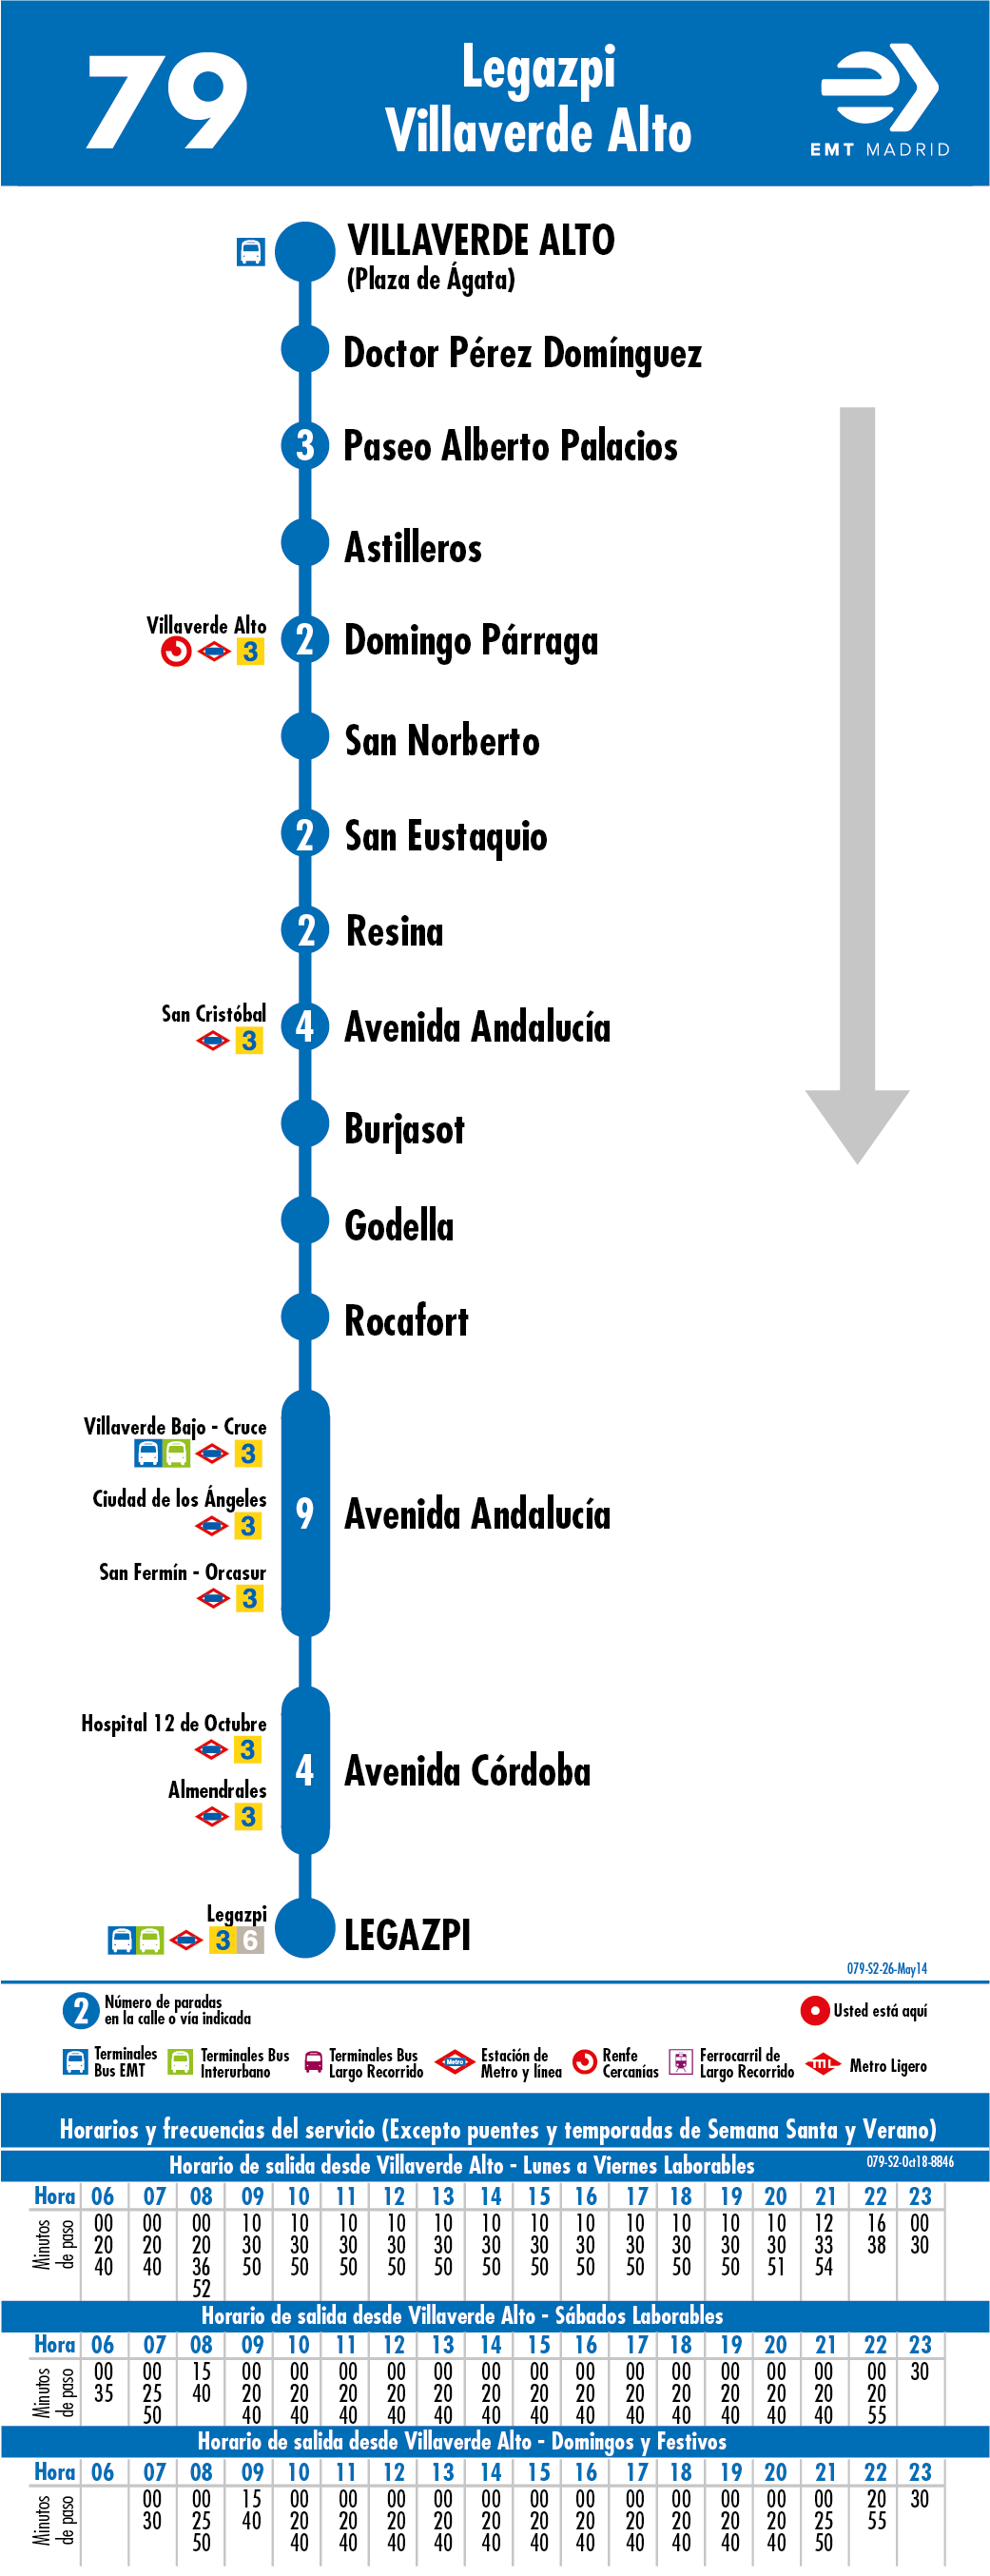 79
Legazpi
Villaverde Alto
EMT MADRID
VILLAVERDE ALTO
(Plaza de Ágata)
Doctor Pérez Domínguez
3 Paseo Alberto Palacios
Astilleros
Villaverde Alto
3
2 Domingo Párraga
San Norberto
2 San Eustaquio
2 Resina
San Cristóbal
3
4 Avenida Andalucía
Burjasot
Godella
Rocafort
Villaverde Bajo - Cruce
3
Ciudad de los Ángeles
3
San Fermín - Orcasur
3
9 Avenida Andalucía
Hospital 12 de Octubre
3
Almendrales
3
4 Avenida Córdoba
Legazpi
3 6
LEGAZPI
079-S2-26-May14
2 Número de paradas
en la calle o vía indicada
Usted está aquí
Terminales
Bus EMT
Terminales Bus
Interurbano
Terminales Bus
Largo Recorrido
Metro
Estación de
Metro y línea
Renfe
Cercanías
Ferrocarril de
Largo Recorrido
ML
Metro Ligero
Horarios y frecuencias del servicio (Excepto puentes y temporadas de Semana Santa y Verano)
Horario de salida desde Villaverde Alto - Lunes a Viernes Laborables
079-S2-Oct18-8846
Hora 06 07 08 09 10 11 12 13 14 15 16 17 18 19 20 21 22 23
Minutos
de paso
00 00 00 10 10 10 10 10 10 10 10 10 10 10 10 12 16 00
20 20 20 30 30 30 30 30 30 30 30 30 30 30 30 33 38 30
40 40 36 50 50 50 50 50 50 50 50 50 50 50 51 54
52
Horario de salida desde Villaverde Alto - Sábados Laborables
Hora 06 07 08 09 10 11 12 13 14 15 16 17 18 19 20 21 22 23
Minutos
de paso
00 00 15 00 00 00 00 00 00 00 00 00 00 00 00 00 00 30
35 25 40 20 20 20 20 20 20 20 20 20 20 20 20 20 20
50 40 40 40 40 40 40 40 40 40 40 40 40 40 55
Horario de salida desde Villaverde Alto - Domingos y Festivos
Hora 06 07 08 09 10 11 12 13 14 15 16 17 18 19 20 21 22 23
Minutos
de paso
00 00 15 00 00 00 00 00 00 00 00 00 00 00 00 20 30
30 25 40 20 20 20 20 20 20 20 20 20 20 20 25 55
50 40 40 40 40 40 40 40 40 40 40 40 50